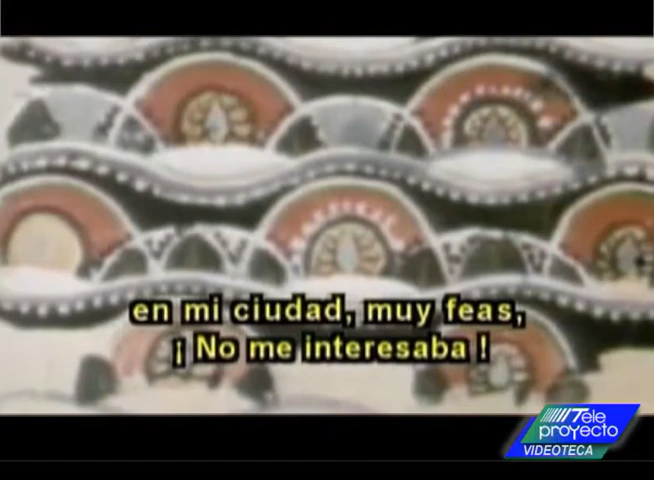 en mi ciudad, muy feas,
¡ No me interesaba !
Tele
proyecto
VIDEOTECA